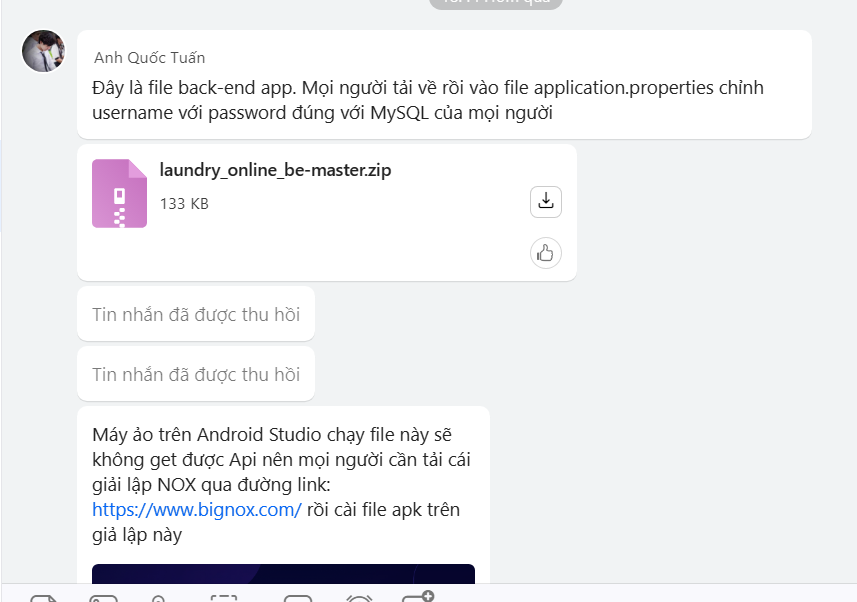 Anh Quốc Tuấn
Đây là file back-end app. Mọi người tải về rồi vào file application.properties chỉnh
username với password đúng với MySQL của mọi người
laundry_online_be-master.zip
133 KB
Tin nhắn đã được thu hồi
Tin nhắn đã được thu hồi
Máy ảo trên Android Studio chạy file này sẽ
không get được Api nên mọi người cần tải cái
giải lập NOX qua đường link:
https://www.bignox.com/ rồi cài file apk trên
giả lập này